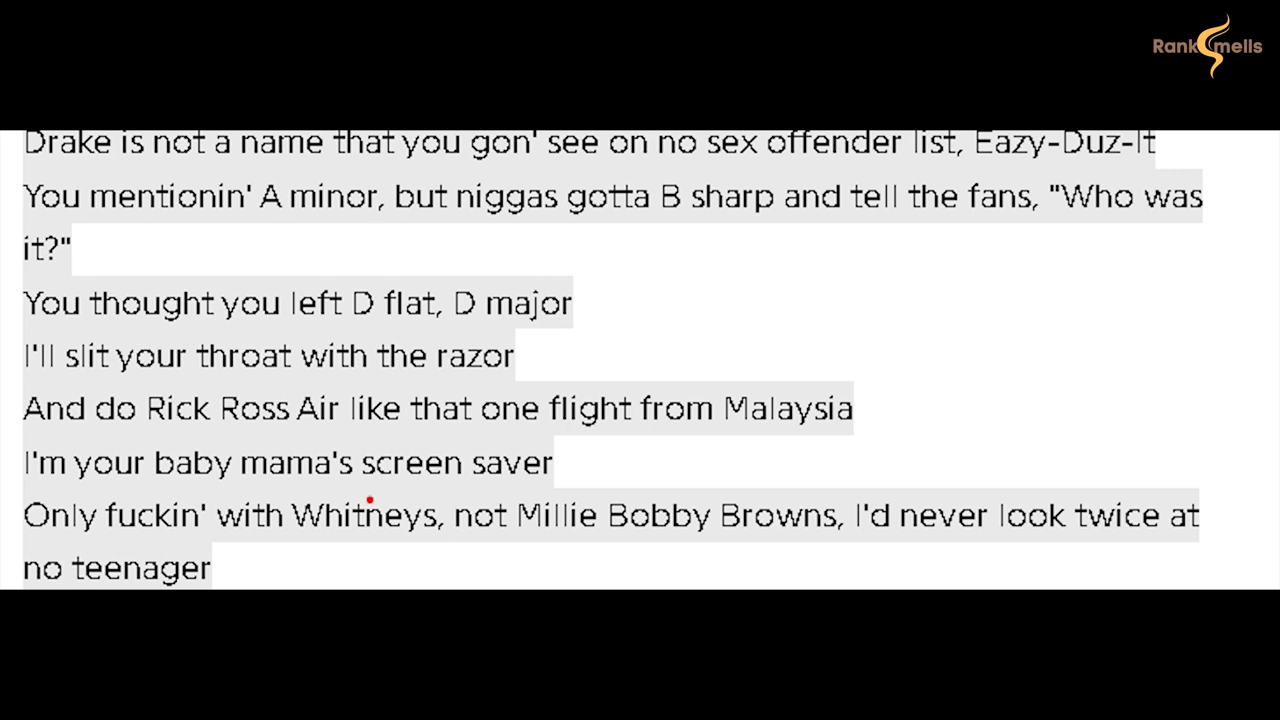 Rank Smells
Drake is not a name that you gon' see on no sex offender list, Eazy-Duz-It
You mentionin' A minor, but niggas gotta B sharp and tell the fans, "Who was
it?"
You thought you left D flat, D major
I'll slit your throat with the razor
And do Rick Ross Air like that one flight from Malaysia
I'm your baby mama's screen saver
Only fuckin' with Whitneys, not Millie Bobby Browns, I'd never look twice at
no teenager